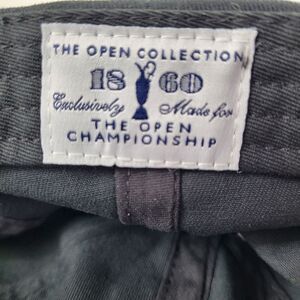 THE OPEN COLLECTION
18 60
Exclusively Made for
THE OPEN
CHAMPIONSHIP